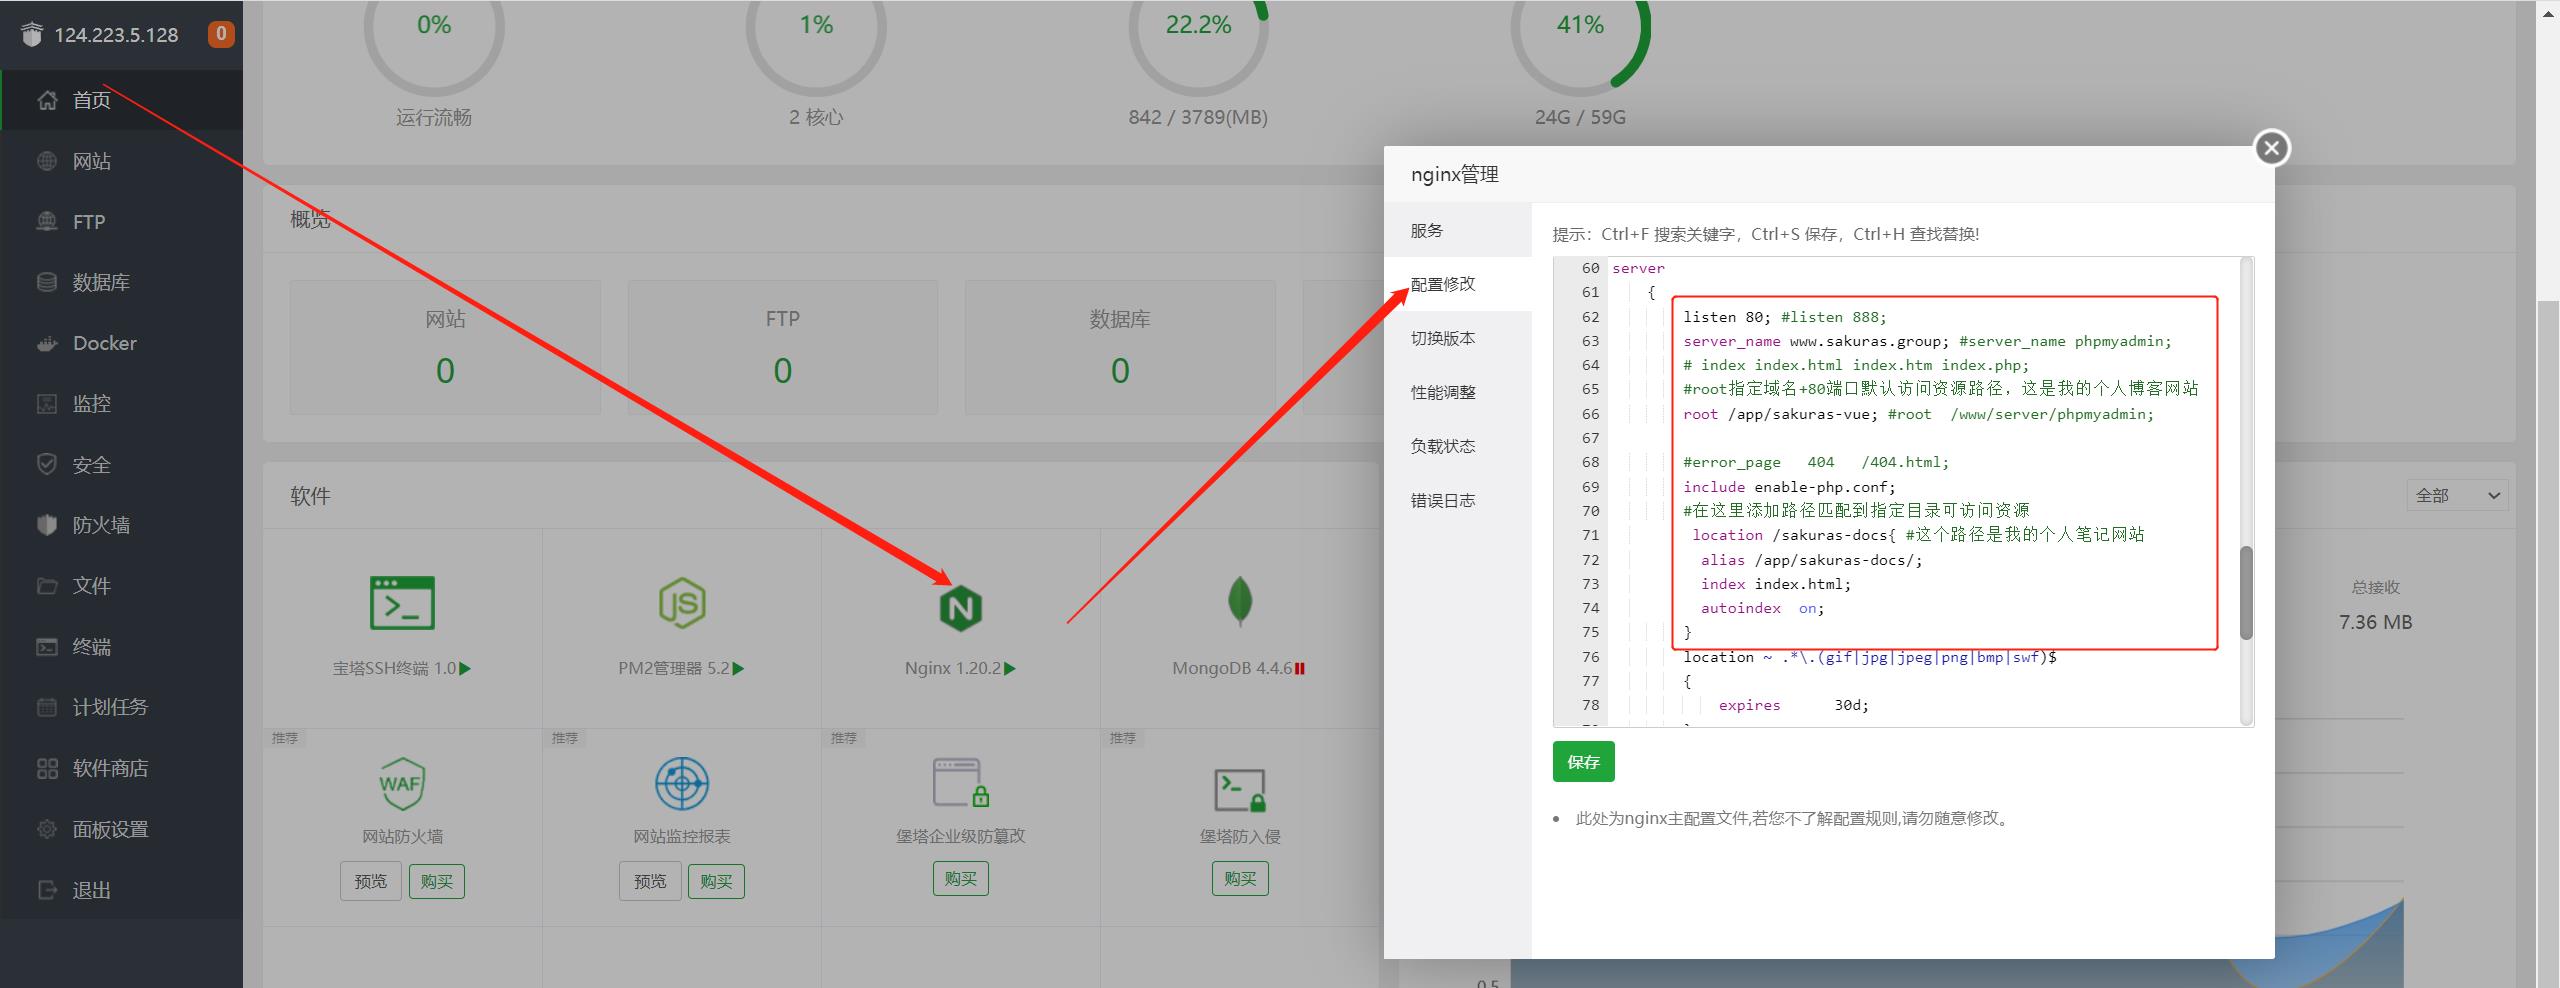 124.223.5.128
0
首页
网站
FTP
数据库
Docker
监控
安全
防火墙
文件
终端
计划任务
软件商店
面板设置
退出
0%
1%
22.2%
41%
运行流畅
2 核心
842 / 3789(MB)
24G / 59G
概览
网站
FTP
数据库
0
0
0
软件
全部
宝塔SSH终端 1.0
PM2管理器 5.2
Nginx 1.20.2
MongoDB 4.4.6
推荐
推荐
推荐
推荐
WAF
网站防火墙
网站监控报表
堡塔企业级防篡改
堡塔防入侵
预览
购买
预览
购买
购买
购买
nginx管理
服务
配置修改
切换版本
性能调整
负载状态
错误日志
提示：Ctrl+F 搜索关键字，Ctrl+S 保存，Ctrl+H 查找替换!
60 server
61 {
62 listen 80; #listen 888;
63 server_name www.sakuras.group; #server_name phpmyadmin;
64 # index index.html index.htm index.php;
65 #root指定域名+80端口默认访问资源路径，这是我的个人博客网站
66 root /app/sakuras-vue; #root  /www/server/phpmyadmin;
67
68 #error_page   404   /404.html;
69 include enable-php.conf;
70 #在这里添加路径匹配到指定目录可访问资源
71 location /sakuras-docs{ #这个路径是我的个人笔记网站
72 alias /app/sakuras-docs/;
73 index index.html;
74 autoindex  on;
75 }
76 location ~ .*\.(gif|jpg|jpeg|png|bmp|swf)$
77 {
78 expires      30d;
保存
此处为nginx主配置文件,若您不了解配置规则,请勿随意修改。
总接收
7.36 MB
0.5